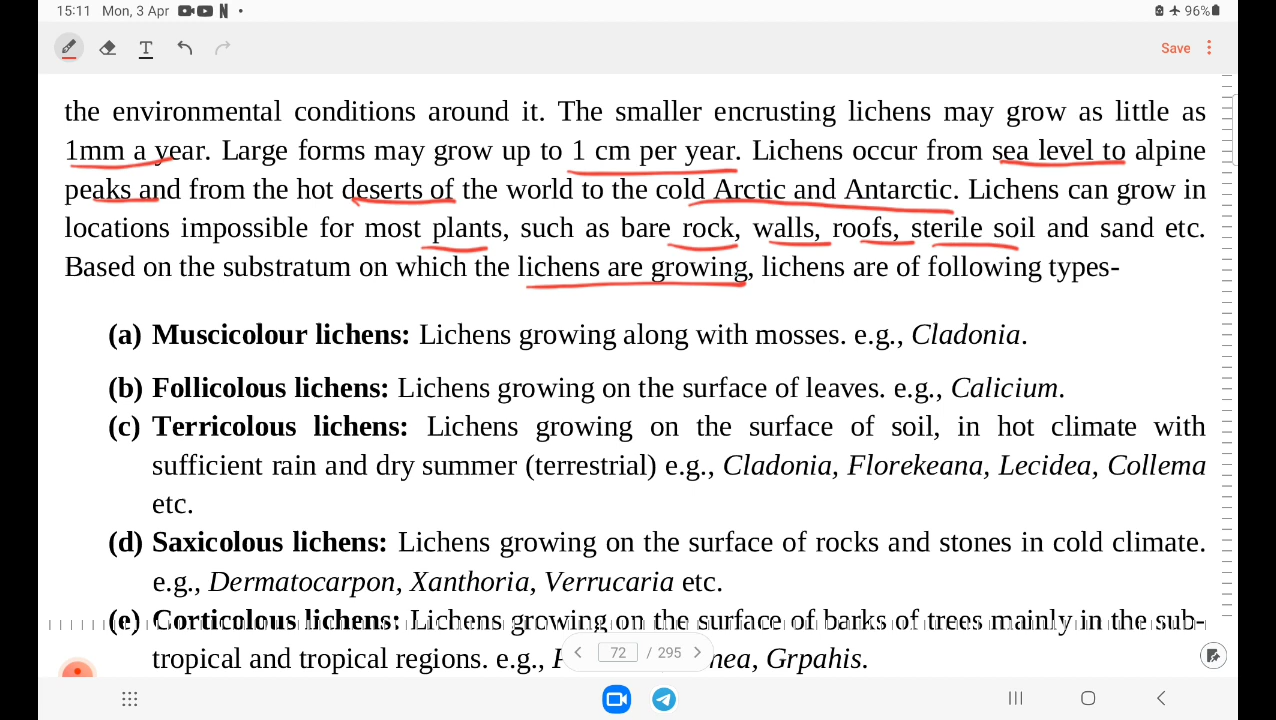 15:11 Mon, 3 Apr
96%
T
Save
the environmental conditions around it. The smaller encrusting lichens may grow as little as
1mm a year. Large forms may grow up to 1 cm per year. Lichens occur from sea level to alpine
peaks and from the hot deserts of the world to the cold Arctic and Antarctic. Lichens can grow in
locations impossible for most plants, such as bare rock, walls, roofs, sterile soil and sand etc.
Based on the substratum on which the lichens are growing, lichens are of following types-
(a) Muscicolour lichens: Lichens growing along with mosses. e.g., Cladonia.
(b) Follicolous lichens: Lichens growing on the surface of leaves. e.g., Calicium.
(c) Terricolous lichens: Lichens growing on the surface of soil, in hot climate with
sufficient rain and dry summer (terrestrial) e.g., Cladonia, Florekeana, Lecidea, Collema
etc.
(d) Saxicolous lichens: Lichens growing on the surface of rocks and stones in cold climate.
e.g., Dermatocarpon, Xanthoria, Verrucaria etc.
(e) Corticolous lichens: Lichens growing on the surface of barks of trees mainly in the sub-
tropical and tropical regions. e.g., Grpahis.
72 / 295